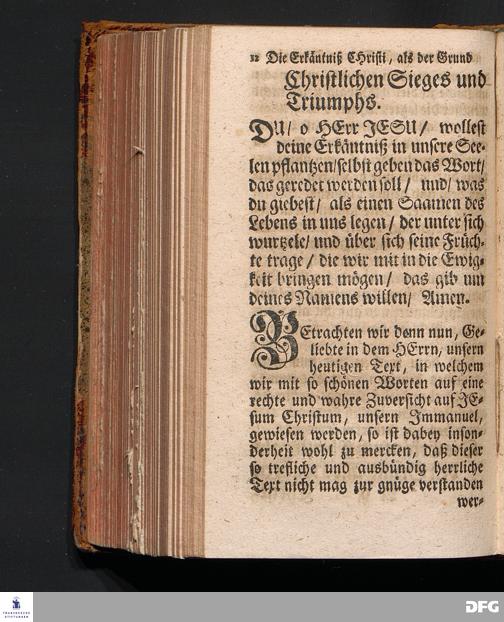 12 Die Erkäntniß CHristi, als der Grund
Christlichen Sieges und
Triumphs.
DU/ o HErr JESU/ wollest
deine Erkäntniß in unsere See-
len pflantzen/selbst geben das Wort/
das geredet werden soll/ und/ was
du giebest/ als einen Saamen des
Lebens in uns legen/ der unter sich
wurtzele/ und über sich seine Früch-
te trage/ die wir mit in die Ewig-
keit bringen mögen/ das gib um
deines Namens willen/ Amen.
BEtrachten wir denn nun, Ge-
liebte in dem HErrn, unsern
heutigen Text, in welchem
wir mit so schönen Worten auf eine
rechte und wahre Zuversicht auf JE-
sum Christum, unsern Immanuel,
gewiesen werden, so ist dabey inson-
derheit wohl zu mercken, daß dieser
so trefliche und ausbündig herrliche
Text nicht mag zur gnüge verstanden
wer-
FRANCKESCHE
STIFTUNGEN
DFG